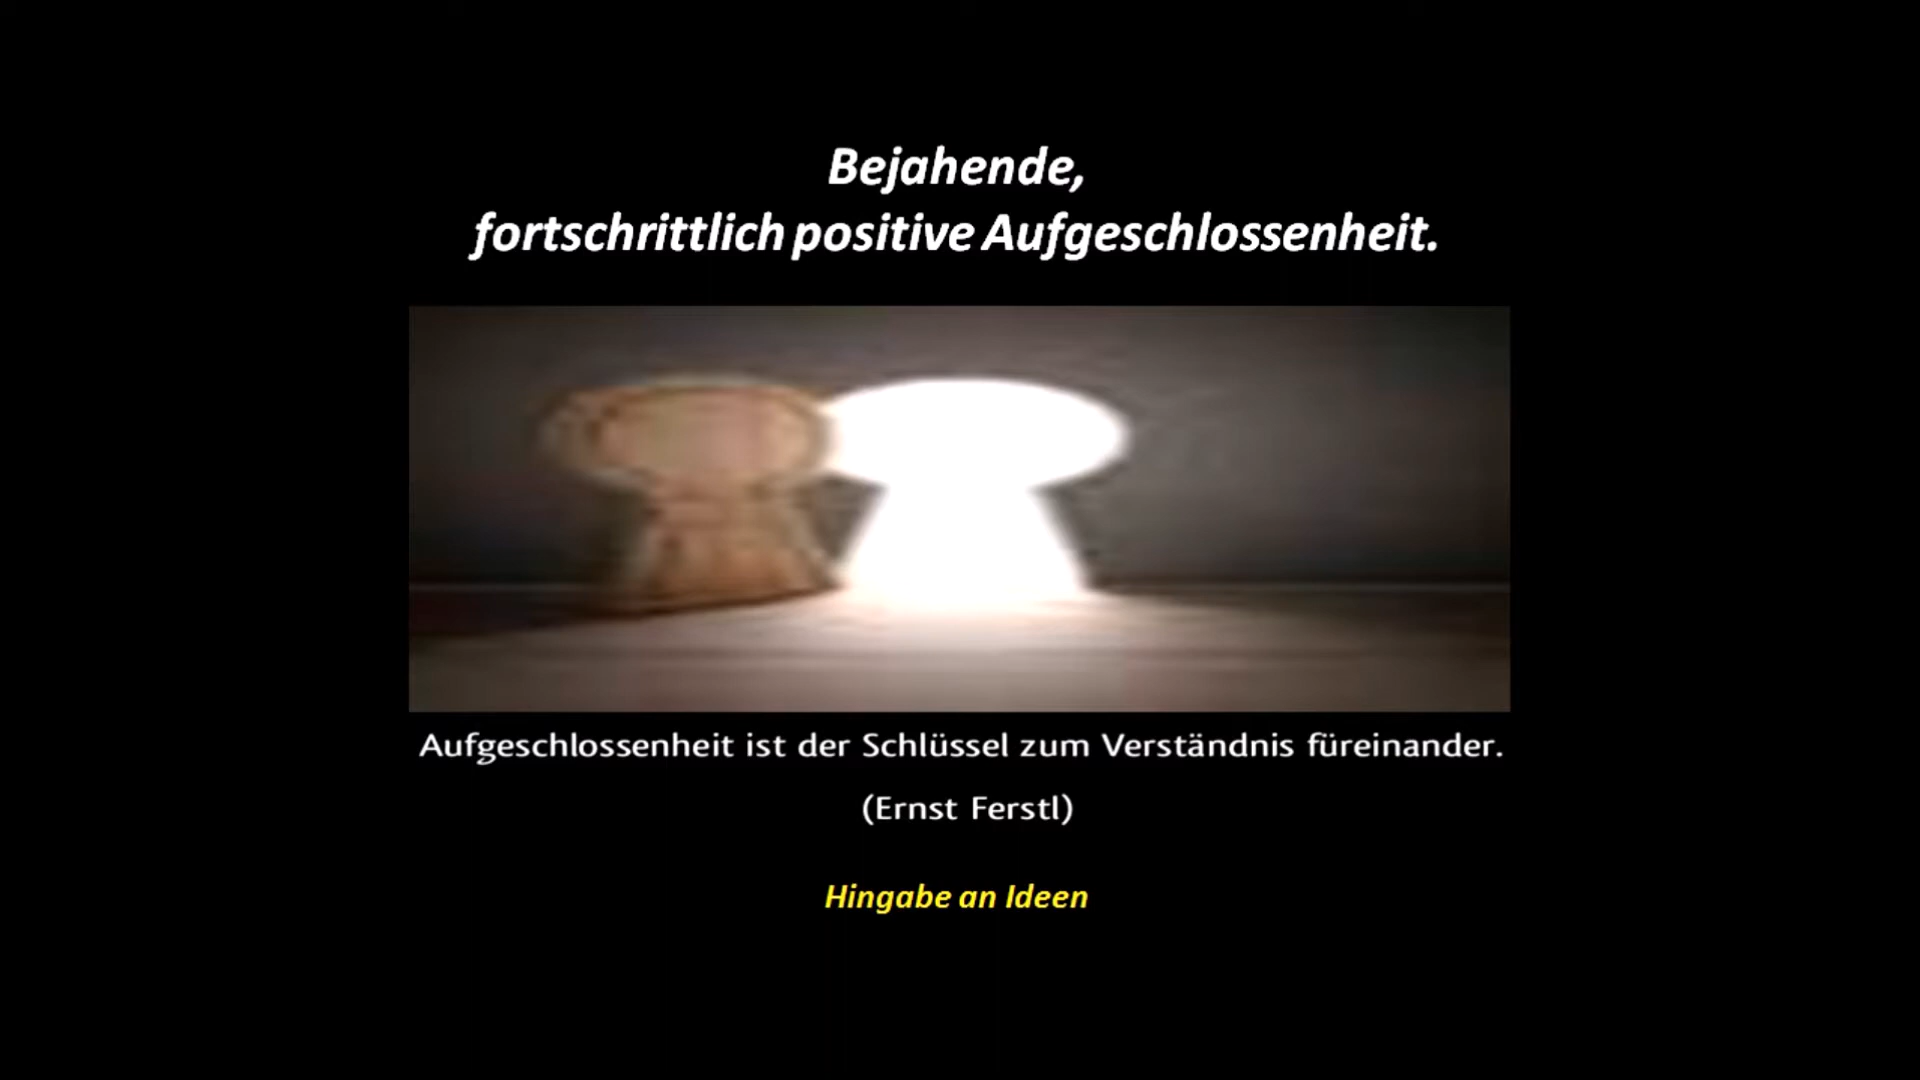 Bejahende,
fortschrittlich positive Aufgeschlossenheit.
Aufgeschlossenheit ist der Schlüssel zum Verständnis füreinander.
(Ernst Ferstl)
Hingabe an Ideen